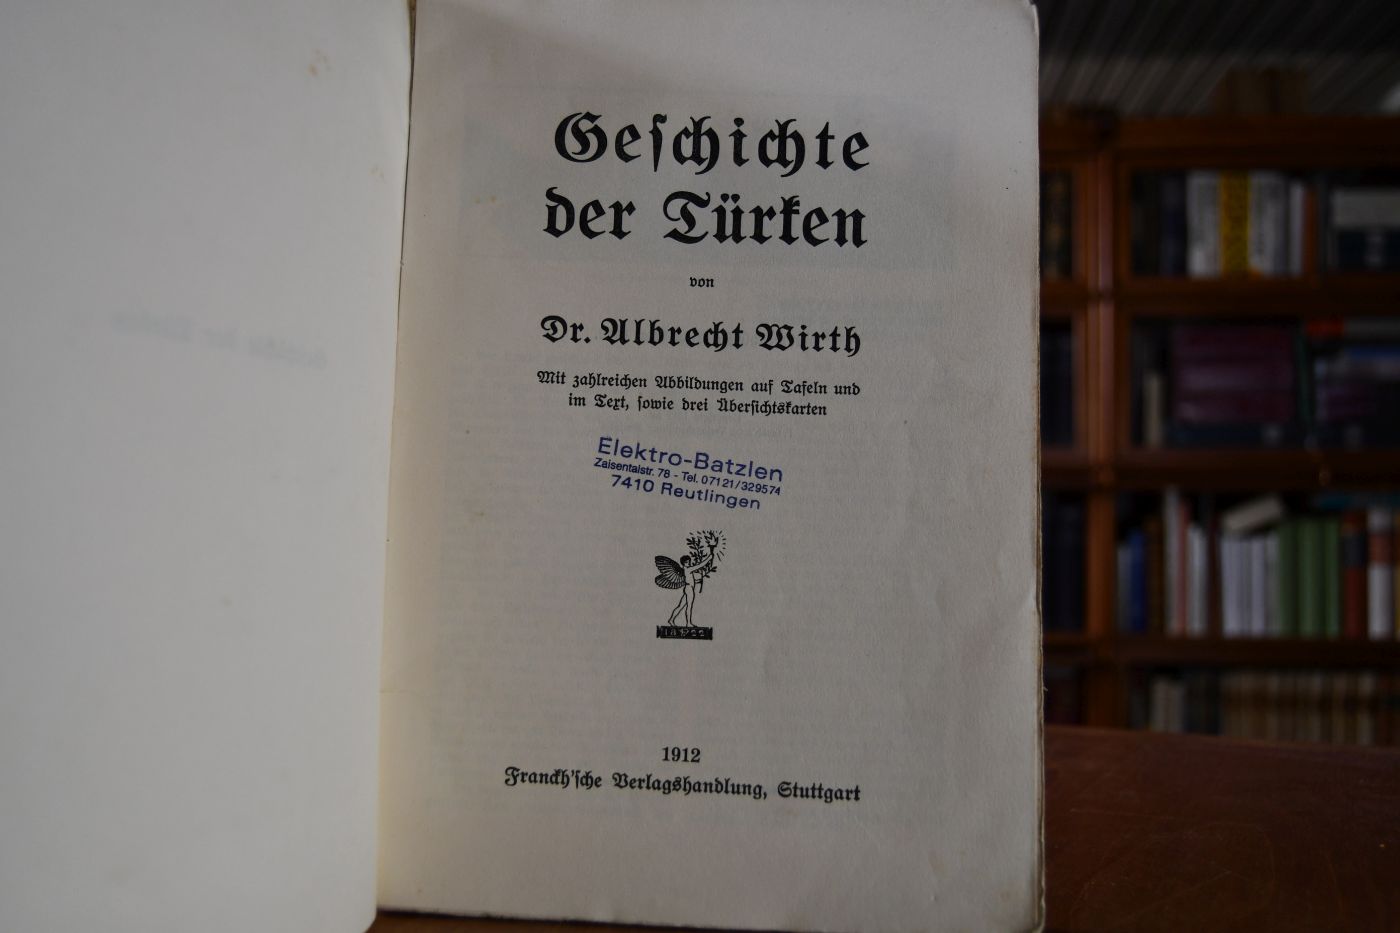 Geſchichte
der Türken
von
Dr. Albrecht Wirth
Mit zahlreichen Abbildungen auf Tafeln und
im Text, ſowie drei Überſichtskarten
Elektro-Batzlen
Zaisentalstr. 78 - Tel. 07121/329574
7410 Reutlingen
1822
1912
Franckh'ſche Verlagshandlung, Stuttgart